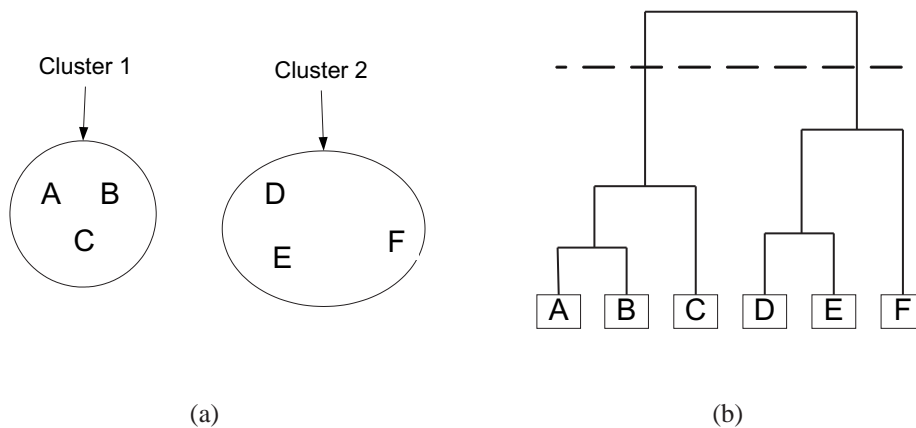 Cluster 1
Cluster 2
A B
C
D
E
F
A B C D E F
(a)
(b)